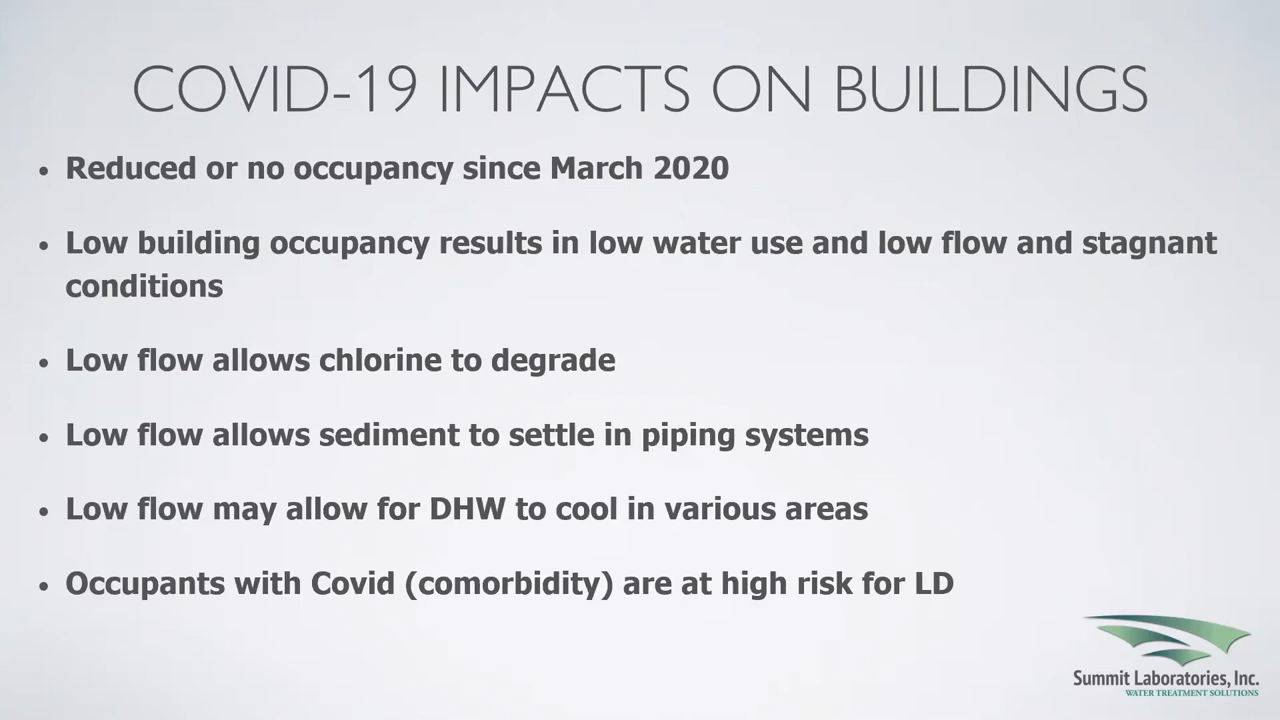 COVID-19 IMPACTS ON BUILDINGS
• Reduced or no occupancy since March 2020
• Low building occupancy results in low water use and low flow and stagnant
conditions
• Low flow allows chlorine to degrade
• Low flow allows sediment to settle in piping systems
• Low flow may allow for DHW to cool in various areas
• Occupants with Covid (comorbidity) are at high risk for LD
Summit Laboratories, Inc.
WATER TREATMENT SOLUTIONS